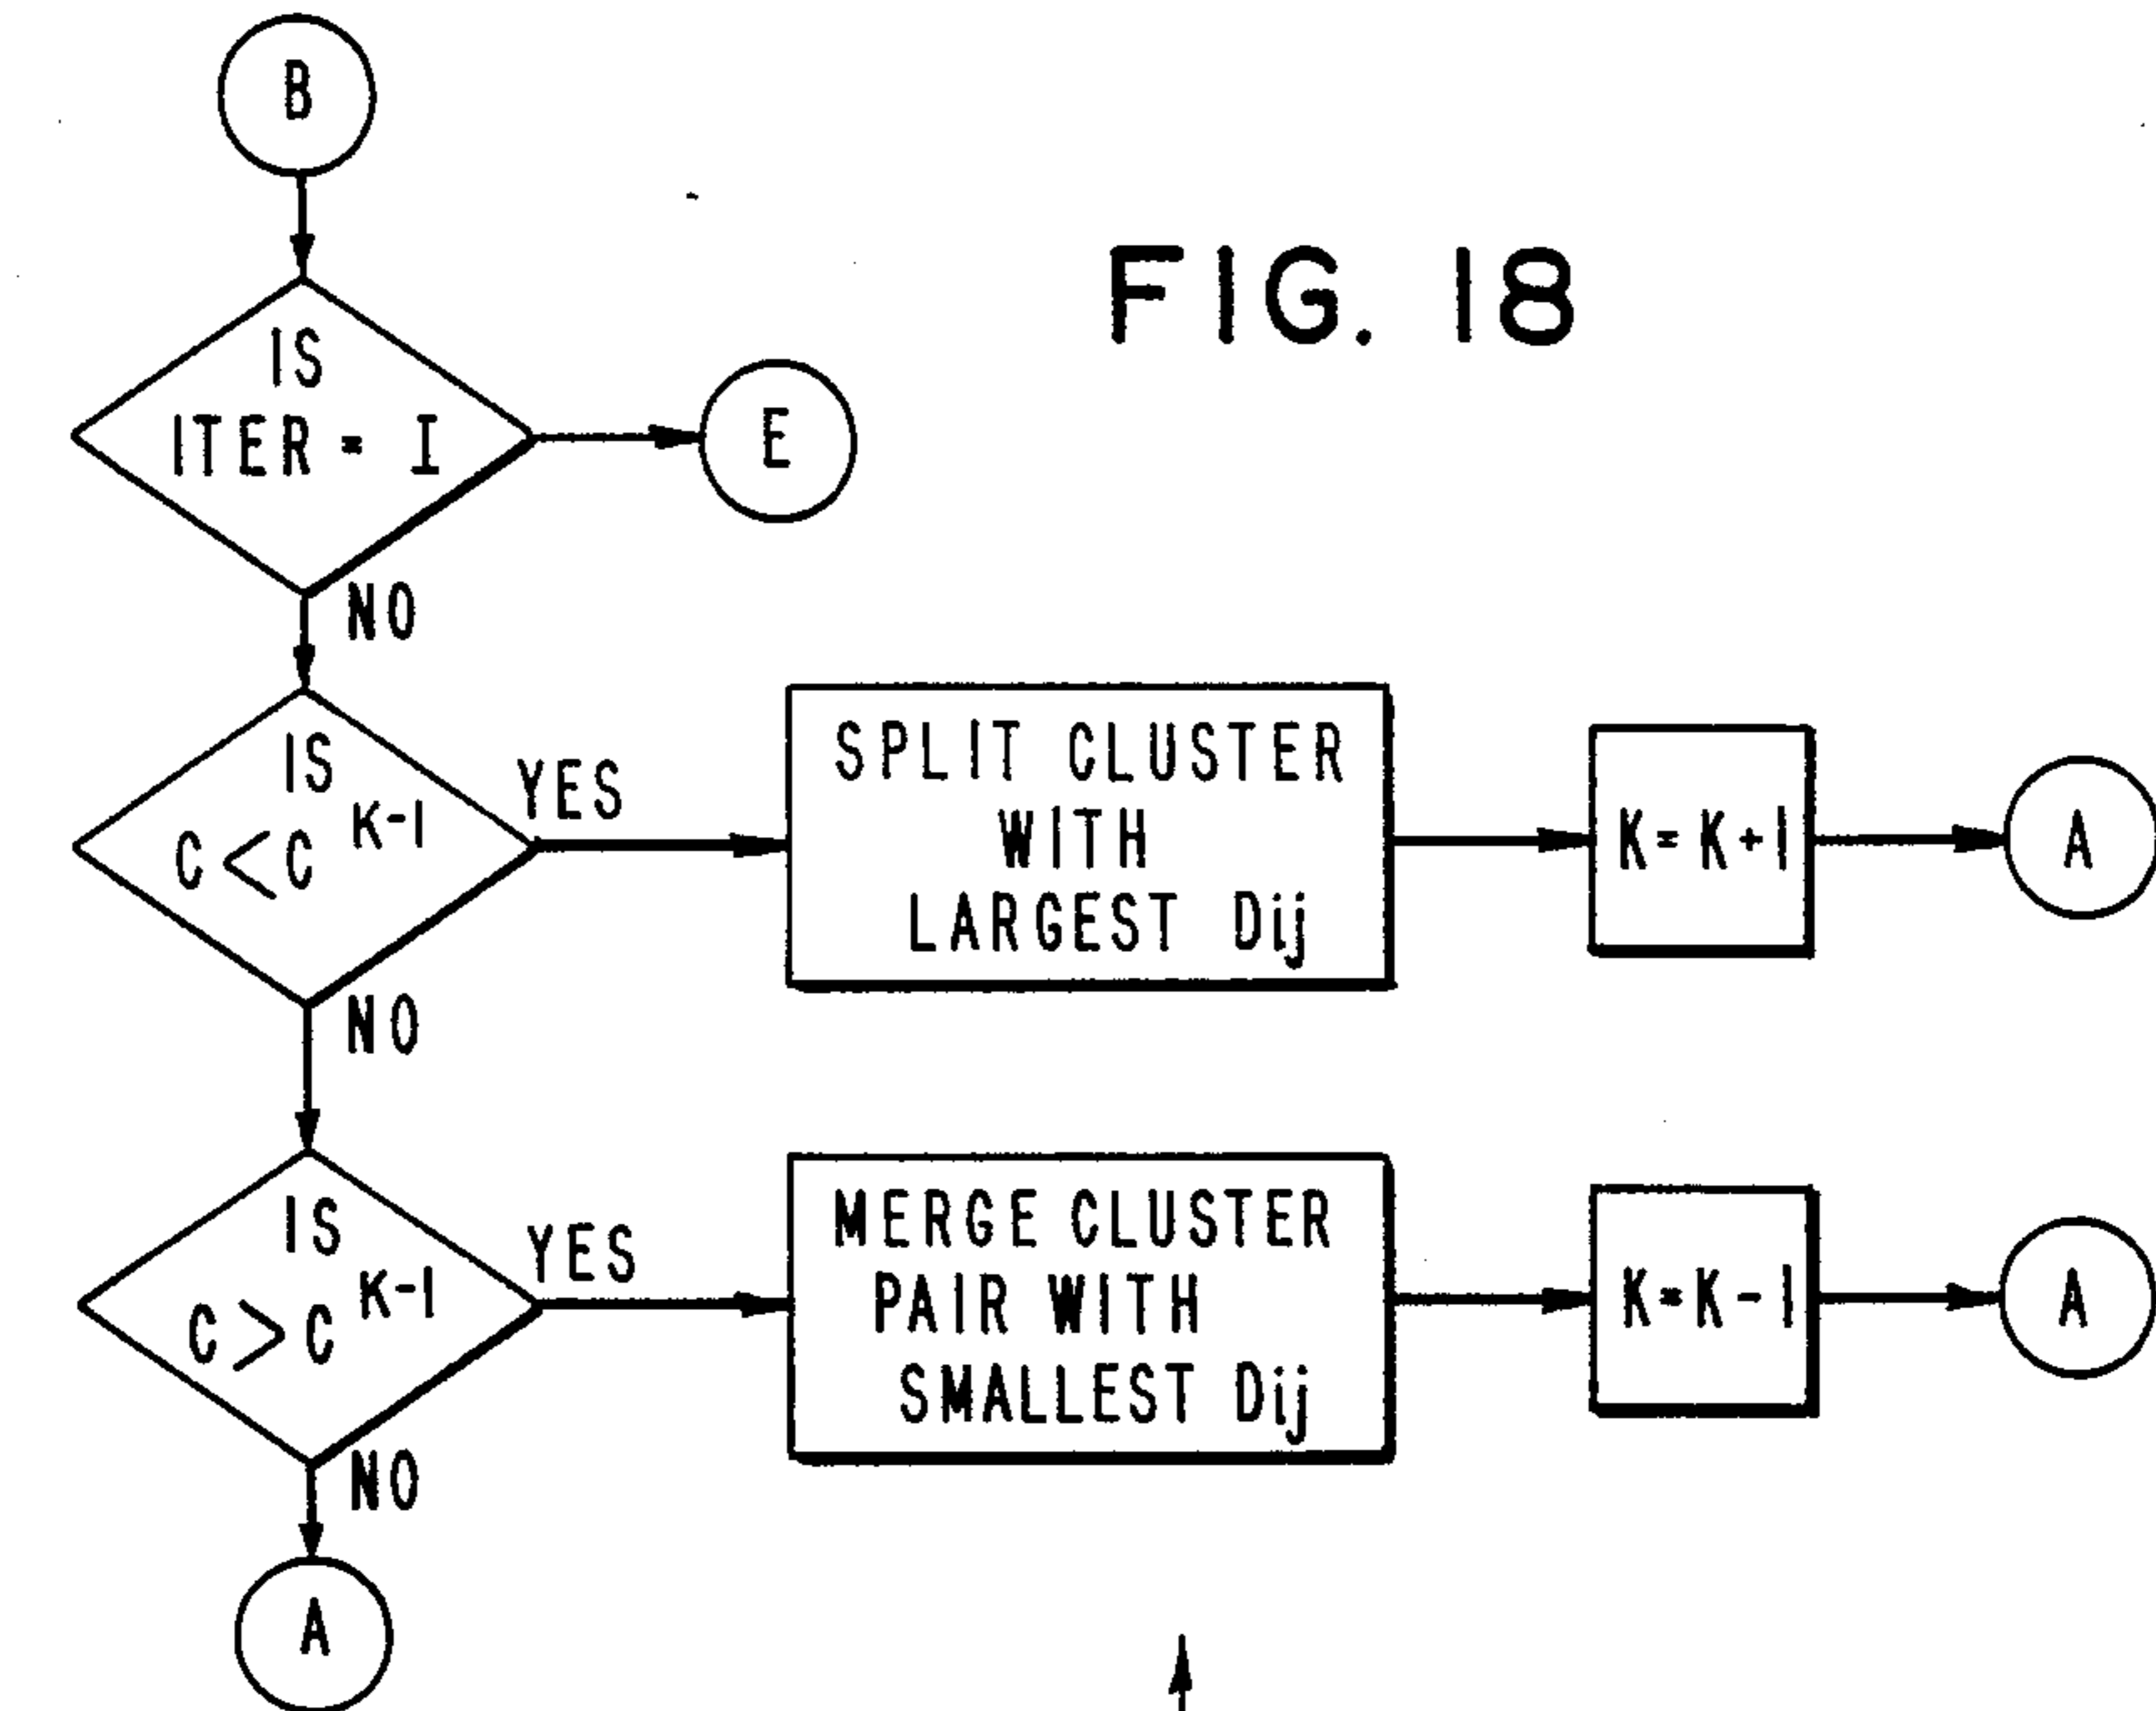 B
FIG. 18
IS
ITER = I
E
NO
IS
C < C K-1
YES
SPLIT CLUSTER
WITH
LARGEST Dij
K = K + 1
A
NO
IS
C > C K-1
YES
MERGE CLUSTER
PAIR WITH
SMALLEST Dij
K = K - 1
A
NO
A